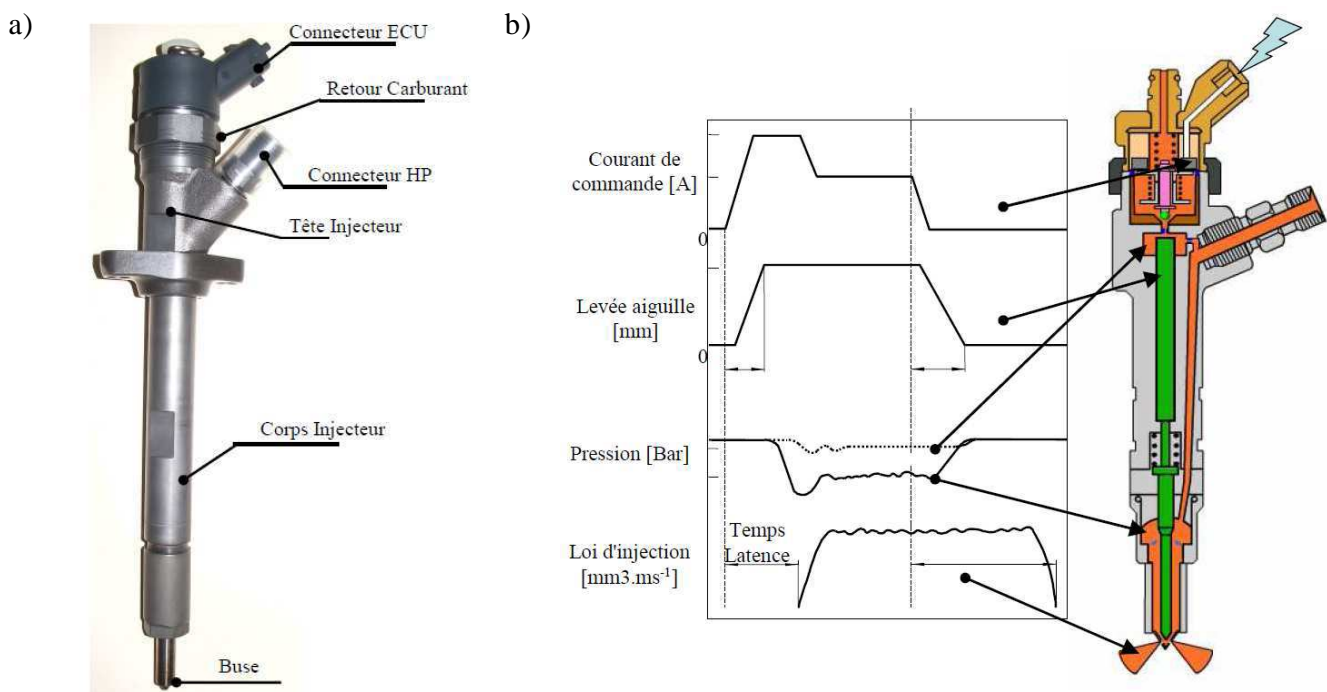 a)
Connecteur ECU
Retour Carburant
Connecteur HP
Tête Injecteur
Corps Injecteur
Buse
b)
Courant de
commande [A]
0
Levée aiguille
[mm]
0
Pression [Bar]
Temps
Latence
Loi d'injection
[mm3.ms-1]